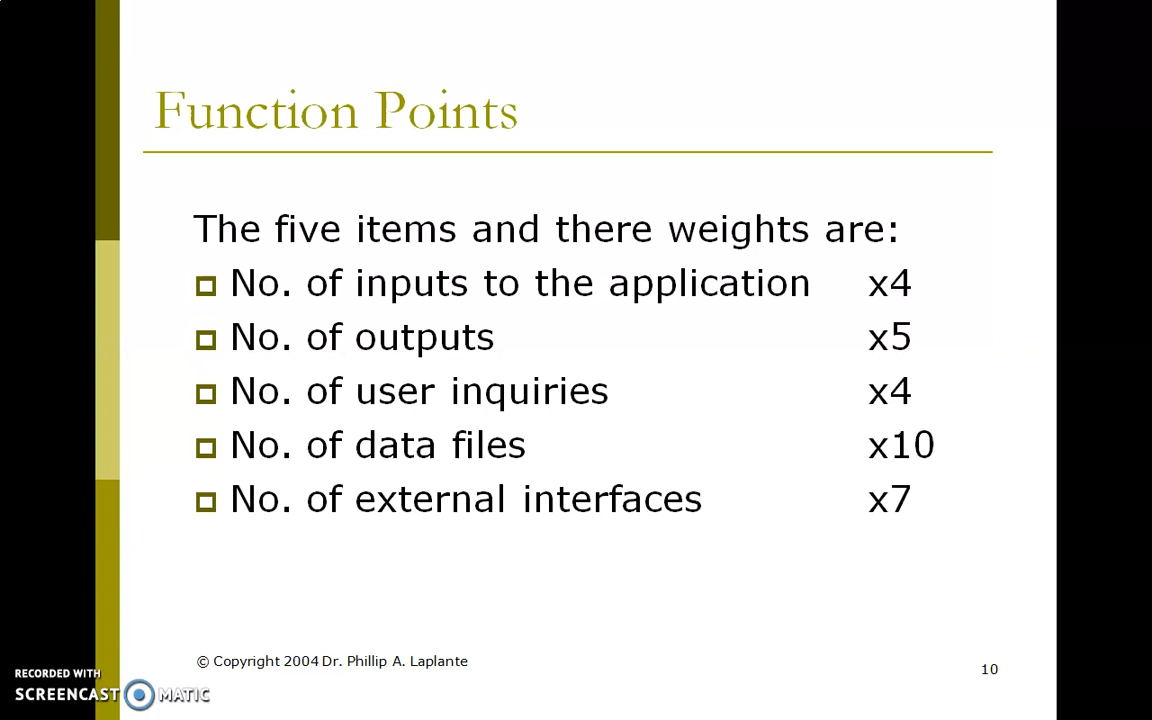 Function Points
The five items and there weights are:
No. of inputs to the application x4
No. of outputs x5
No. of user inquiries x4
No. of data files x10
No. of external interfaces x7
© Copyright 2004 Dr. Phillip A. Laplante
10
RECORDED WITH
SCREENCAST MATIC